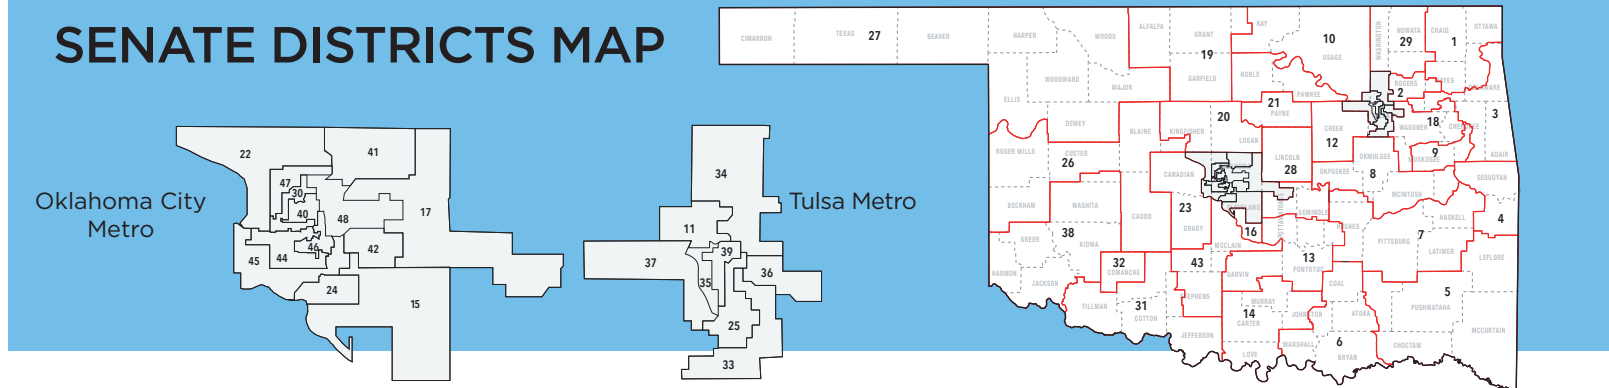 SENATE DISTRICTS MAP
Oklahoma City
Metro
22
41
47
30
40
48
17
46
45
44
42
24
15
Tulsa Metro
34
11
39
37
36
35
25
33
CIMARRON
TEXAS
27
BEAVER
HARPER
WOODS
ALFALFA
GRANT
19
GARFIELD
KAY
10
OSAGE
WASHINGTON
NOWATA
29
CRAIG
1
OTTAWA
WOODWARD
ELLIS
MAJOR
NOBLE
PAWNEE
ROGERS
2
DEWEY
BLAINE
KINGFISHER
20
LOGAN
21
PAYNE
CREEK
12
WAGONER
18
3
ADAIR
ROGER MILLS
CUSTER
26
CANADIAN
LINCOLN
28
OKMULGEE
OKFUSKEE
8
9
MUSKOGEE
SEQUOYAH
MCINTOSH
BECKHAM
WASHITA
CADDO
23
GRADY
16
MCCLAIN
SEMINOLE
HUGHES
HASKELL
4
GREER
38
KIOWA
PITTSBURG
7
LATIMER
LEFLORE
HARMON
JACKSON
32
COMANCHE
43
GARVIN
13
PONTOTOC
COAL
TILLMAN
31
COTTON
MURRAY
14
CARTER
ATOKA
5
PUSHMATAHA
MCCURTAIN
JEFFERSON
LOVE
MARSHALL
6
BRYAN
CHOCTAW